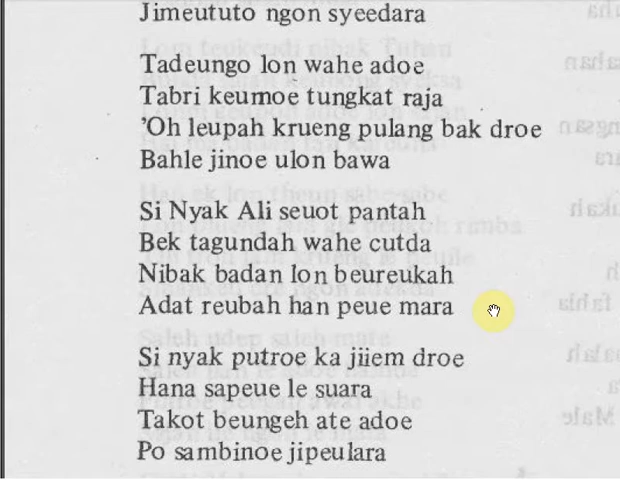 Jimeututo ngon syeedara
Tadeungo lon wahe adoe
Tabri keumoe tungkat raja
'Oh leupah krueng pulang bak droe
Bahle jinoe ulon bawa
Si Nyak Ali seuot pantah
Bek tagundah wahe cutda
Nibak badan lon beureukah
Adat reubah han peue mara
Si nyak putroe ka jiiem droe
Hana sapeue le suara
Takot beungeh ate adoe
Po sambinoe jipeulara